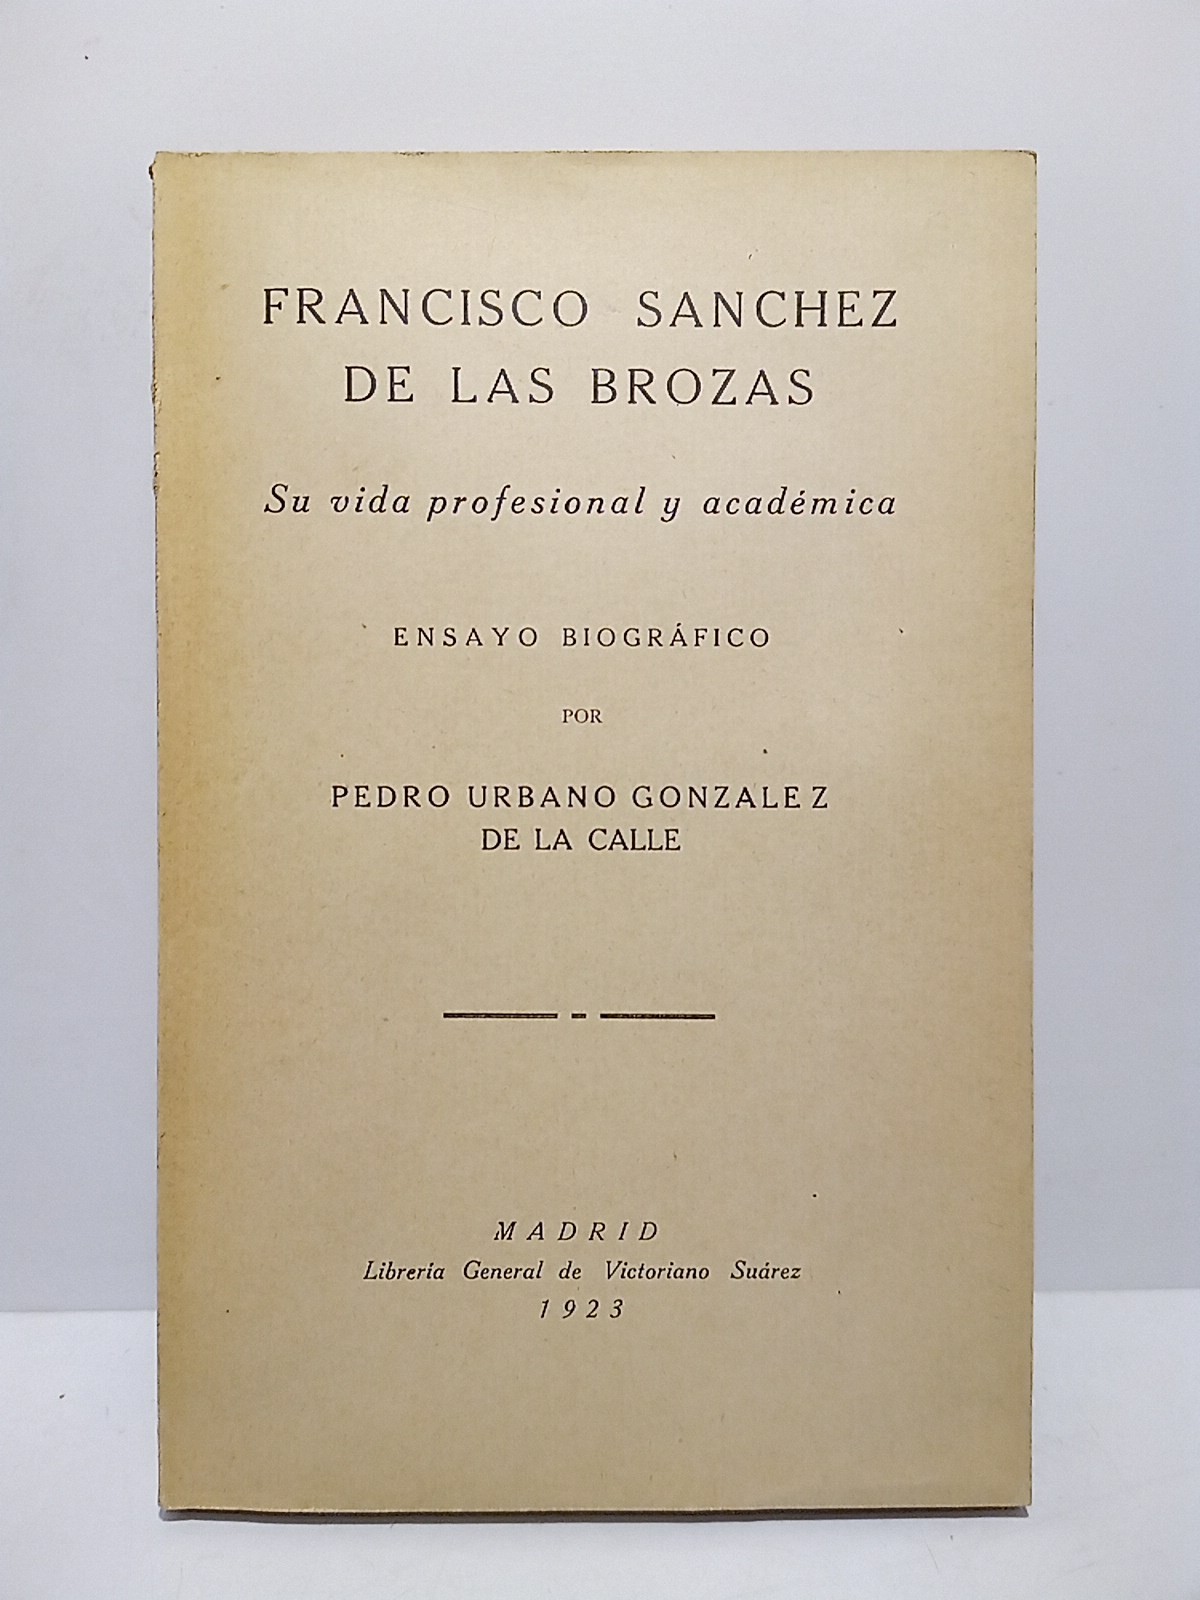 FRANCISCO SANCHEZ
DE LAS BROZAS
Su vida profesional y académica
ENSAYO BIOGRÁFICO
POR
PEDRO URBANO GONZALEZ
DE LA CALLE
MADRID
Librería General de Victoriano Suárez
1923